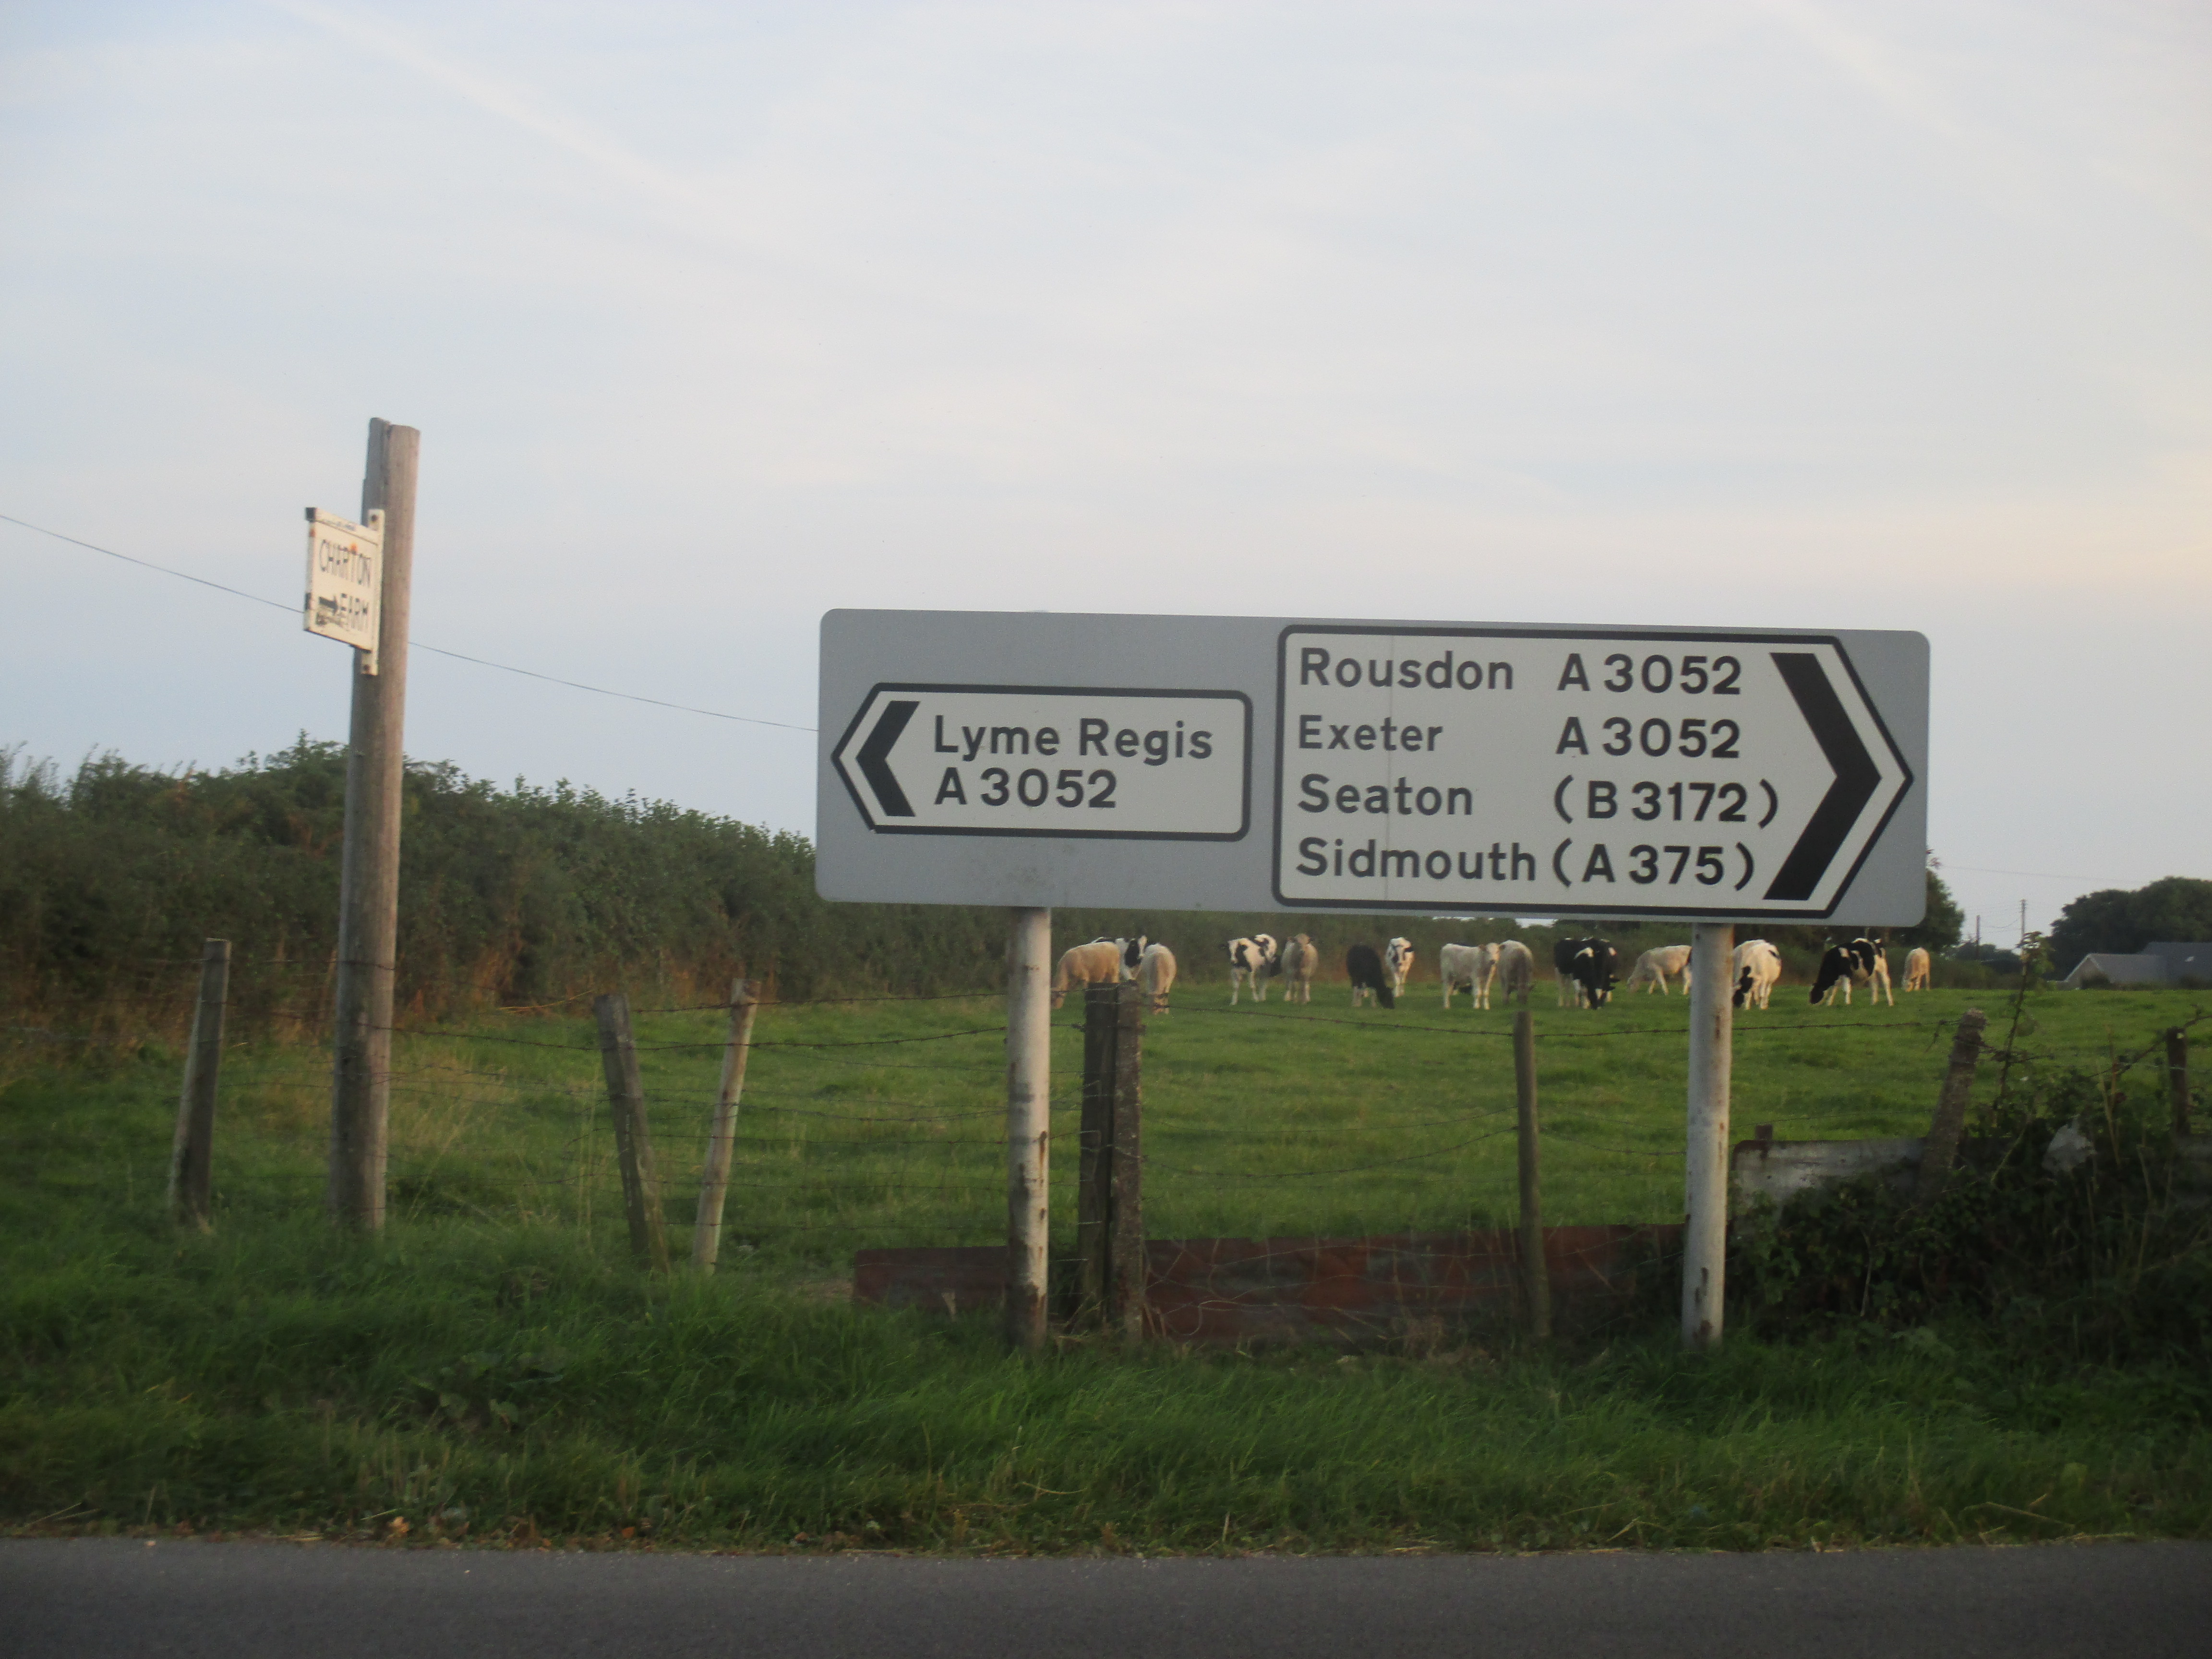 CHARTON
FARM
Lyme Regis
A 3052
Rousdon A 3052
Exeter A 3052
Seaton (B 3172)
Sidmouth (A 375)